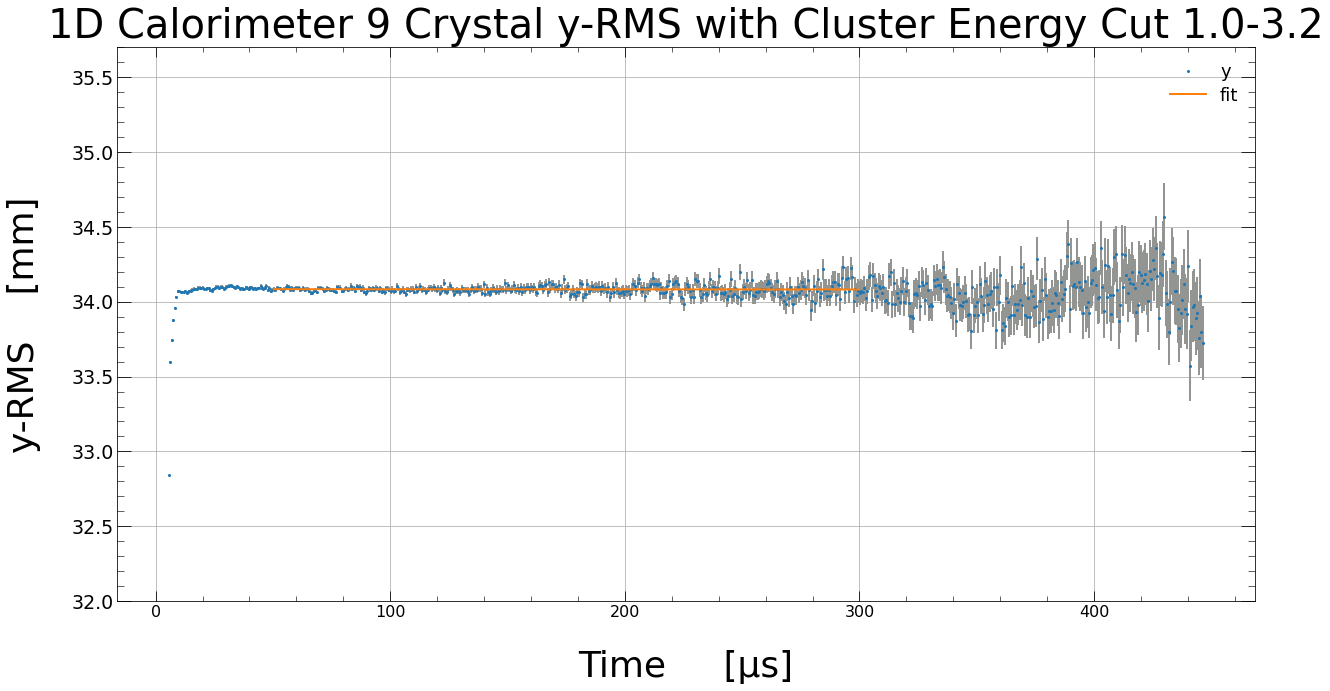 1D Calorimeter 9 Crystal y-RMS with Cluster Energy Cut 1.0-3.2
y
fit
35.5
35.0
34.5
34.0
33.5
33.0
32.5
32.0
y-RMS [mm]
0 100 200 300 400
Time [μs]